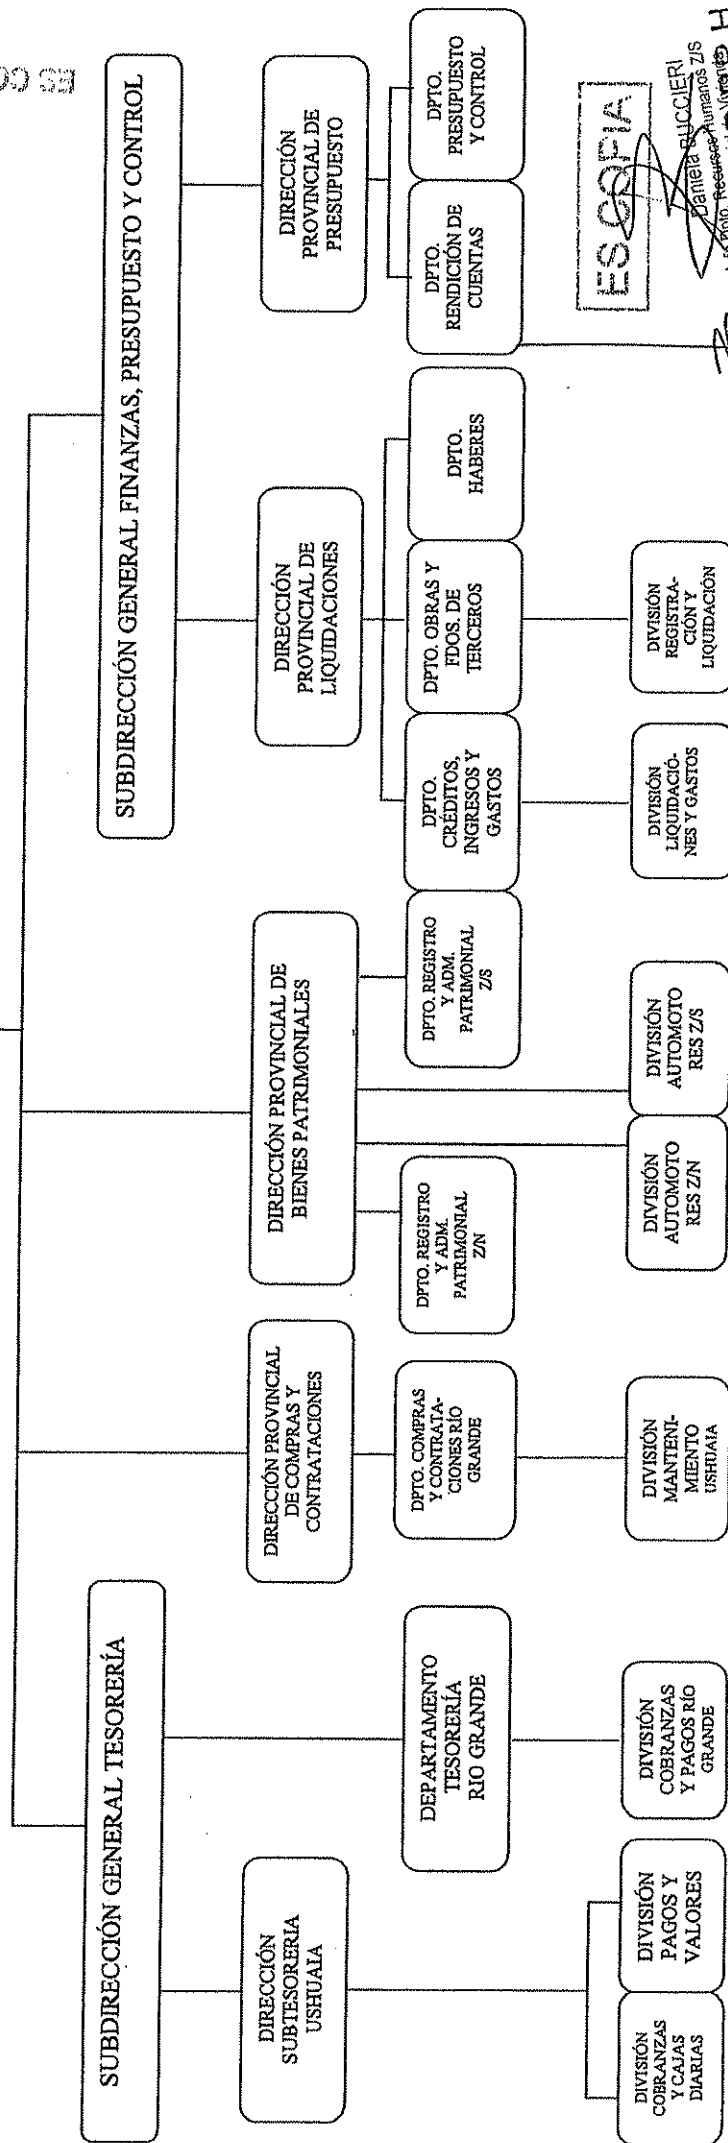 SUBDIRECCIÓN GENERAL TESORERÍA
DIRECCIÓN
SUBTESORERIA
USHUAIA
DIVISIÓN
COBRANZAS
Y CAJAS
DIARIAS
DIVISIÓN
PAGOS Y
VALORES
DEPARTAMENTO
TESORERÍA
RIO GRANDE
DIVISIÓN
COBRANZAS
Y PAGOS RÍO
GRANDE
DIRECCIÓN PROVINCIAL
DE COMPRAS Y
CONTRATACIONES
DPTO. COMPRAS
Y CONTRATA-
CIONES RÍO
GRANDE
DIVISIÓN
MANTENI-
MIENTO
USHUAIA
DIRECCIÓN PROVINCIAL DE
BIENES PATRIMONIALES
DPTO. REGISTRO
Y ADM.
PATRIMONIAL
Z/N
DPTO. REGISTRO
Y ADM.
PATRIMONIAL
Z/S
DIVISIÓN
AUTOMOTO
RES Z/N
DIVISIÓN
AUTOMOTO
RES Z/S
SUBDIRECCIÓN GENERAL FINANZAS, PRESUPUESTO Y CONTROL
DIRECCIÓN
PROVINCIAL DE
LIQUIDACIONES
DPTO.
CRÉDITOS,
INGRESOS Y
GASTOS
DPTO. OBRAS Y
FDOS. DE
TERCEROS
DPTO.
HABERES
DIVISIÓN
LIQUIDACIÓ-
NES Y GASTOS
DIVISIÓN
REGISTRA-
CIÓN Y
LIQUIDACIÓN
DIRECCIÓN
PROVINCIAL DE
PRESUPUESTO
DPTO.
RENDICIÓN DE
CUENTAS
DPTO.
PRESUPUESTO
Y CONTROL
ES COPIA
Daniela BUCCIERI
Dpto. Recursos Humanos Z/S
ES CO